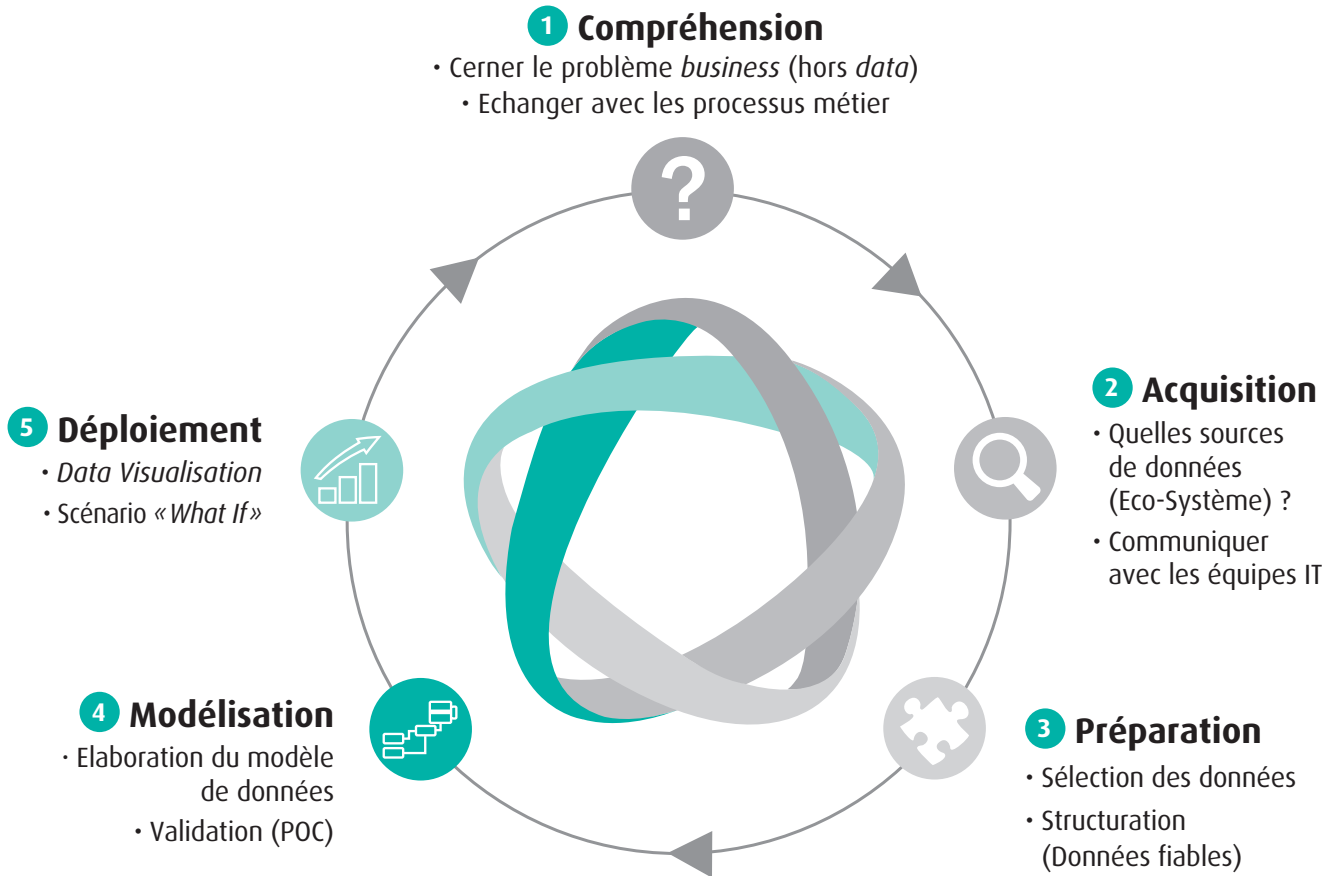 1 Compréhension
• Cerner le problème business (hors data)
• Echanger avec les processus métier
?
2 Acquisition
• Quelles sources
de données
(Eco-Système) ?
• Communiquer
avec les équipes IT
3 Préparation
• Sélection des données
• Structuration
(Données fiables)
4 Modélisation
• Elaboration du modèle
de données
• Validation (POC)
5 Déploiement
• Data Visualisation
• Scénario «What If»